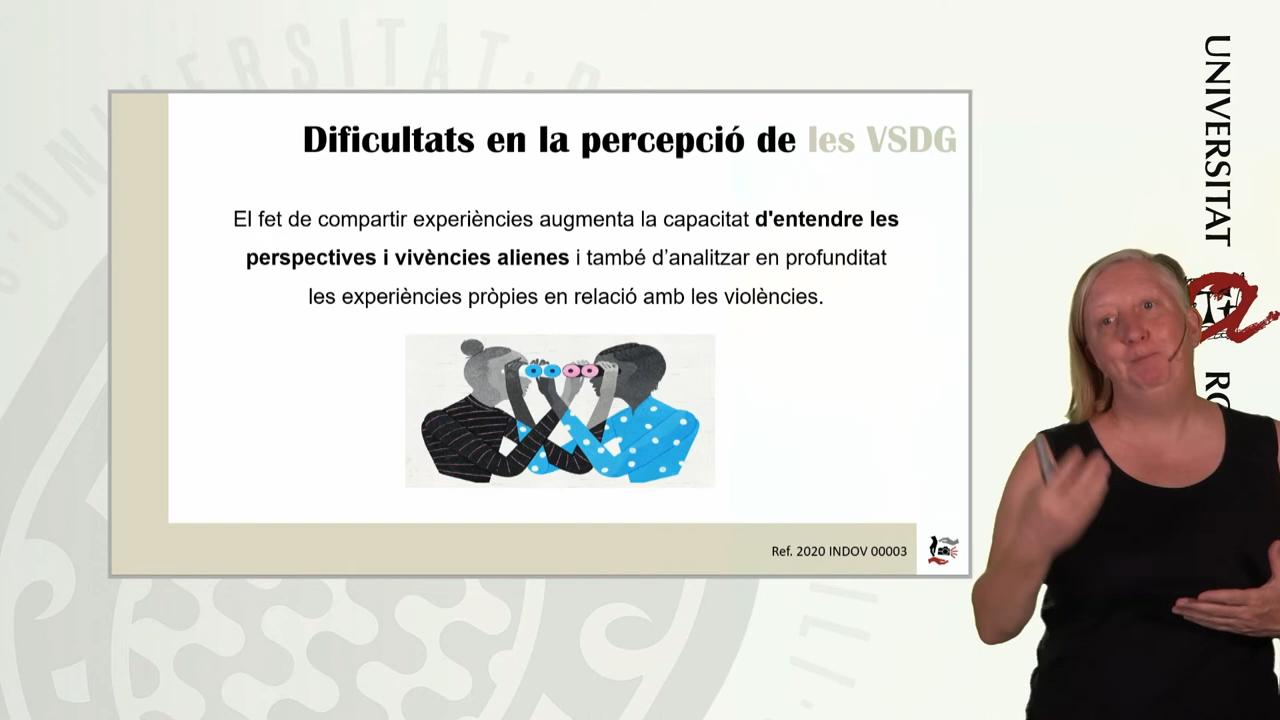 Dificultats en la percepció de les VSDG
El fet de compartir experiències augmenta la capacitat d'entendre les
perspectives i vivències alienes i també d’analitzar en profunditat
les experiències pròpies en relació amb les violències.
Ref. 2020 INDOV 00003
UNIVERSITAT